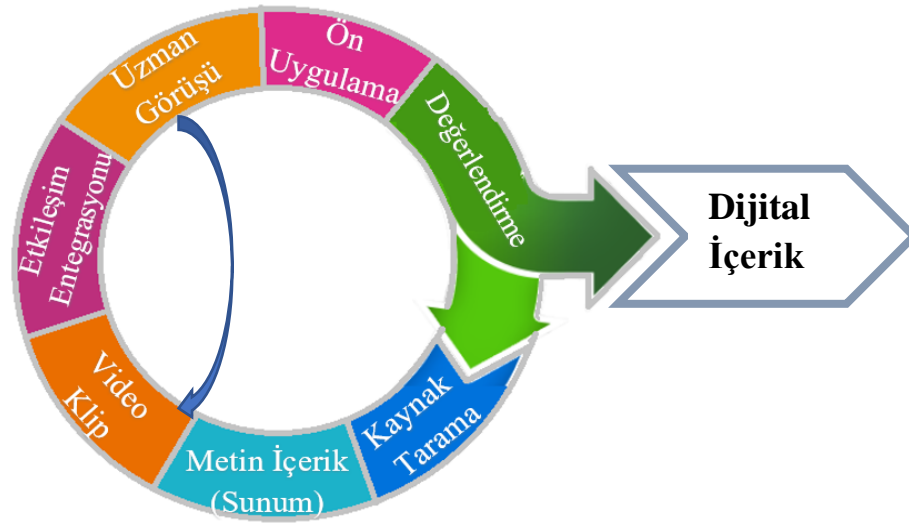 Uzman
Görüşü
Ön
Uygulama
Değerlendirme
Dijital
İçerik
Etkileşim
Entegrasyonu
Video
Klip
Metin İçerik
(Sunum)
Kaynak
Tarama